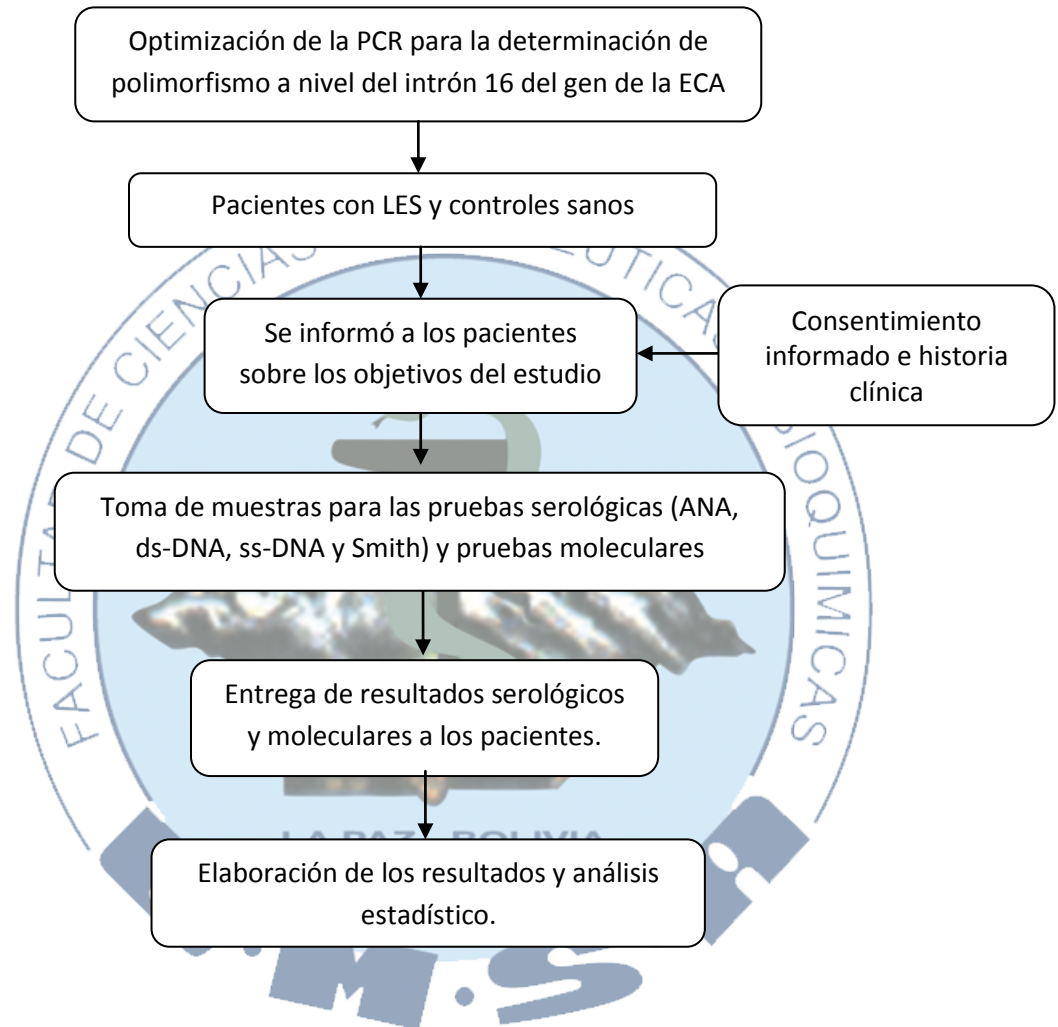 Optimización de la PCR para la determinación de
polimorfismo a nivel del intrón 16 del gen de la ECA
Pacientes con LES y controles sanos
Se informó a los pacientes
sobre los objetivos del estudio
Consentimiento
informado e historia
clínica
Toma de muestras para las pruebas serológicas (ANA,
ds-DNA, ss-DNA y Smith) y pruebas moleculares
Entrega de resultados serológicos
y moleculares a los pacientes.
Elaboración de los resultados y análisis
estadístico.
FACULTAD DE CIENCIAS
BIOQUIMICAS
LA PAZ - BOLIVIA